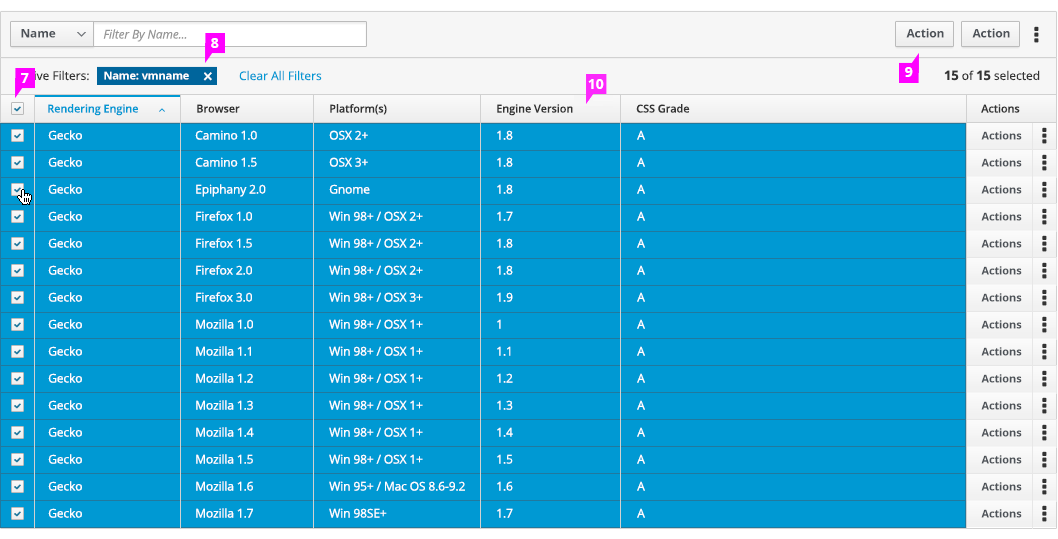 Name Filter By Name... Action Action
8
7 ve Filters: Name: vmname x Clear All Filters 9 15 of 15 selected
10
Rendering Engine Browser Platform(s) Engine Version CSS Grade Actions
Gecko Camino 1.0 OSX 2+ 1.8 A Actions
Gecko Camino 1.5 OSX 3+ 1.8 A Actions
Gecko Epiphany 2.0 Gnome 1.8 A Actions
Gecko Firefox 1.0 Win 98+ / OSX 2+ 1.7 A Actions
Gecko Firefox 1.5 Win 98+ / OSX 2+ 1.8 A Actions
Gecko Firefox 2.0 Win 98+ / OSX 2+ 1.8 A Actions
Gecko Firefox 3.0 Win 98+ / OSX 3+ 1.9 A Actions
Gecko Mozilla 1.0 Win 98+ / OSX 1+ 1 A Actions
Gecko Mozilla 1.1 Win 98+ / OSX 1+ 1.1 A Actions
Gecko Mozilla 1.2 Win 98+ / OSX 1+ 1.2 A Actions
Gecko Mozilla 1.3 Win 98+ / OSX 1+ 1.3 A Actions
Gecko Mozilla 1.4 Win 98+ / OSX 1+ 1.4 A Actions
Gecko Mozilla 1.5 Win 98+ / OSX 1+ 1.5 A Actions
Gecko Mozilla 1.6 Win 95+ / Mac OS 8.6-9.2 1.6 A Actions
Gecko Mozilla 1.7 Win 98SE+ 1.7 A Actions